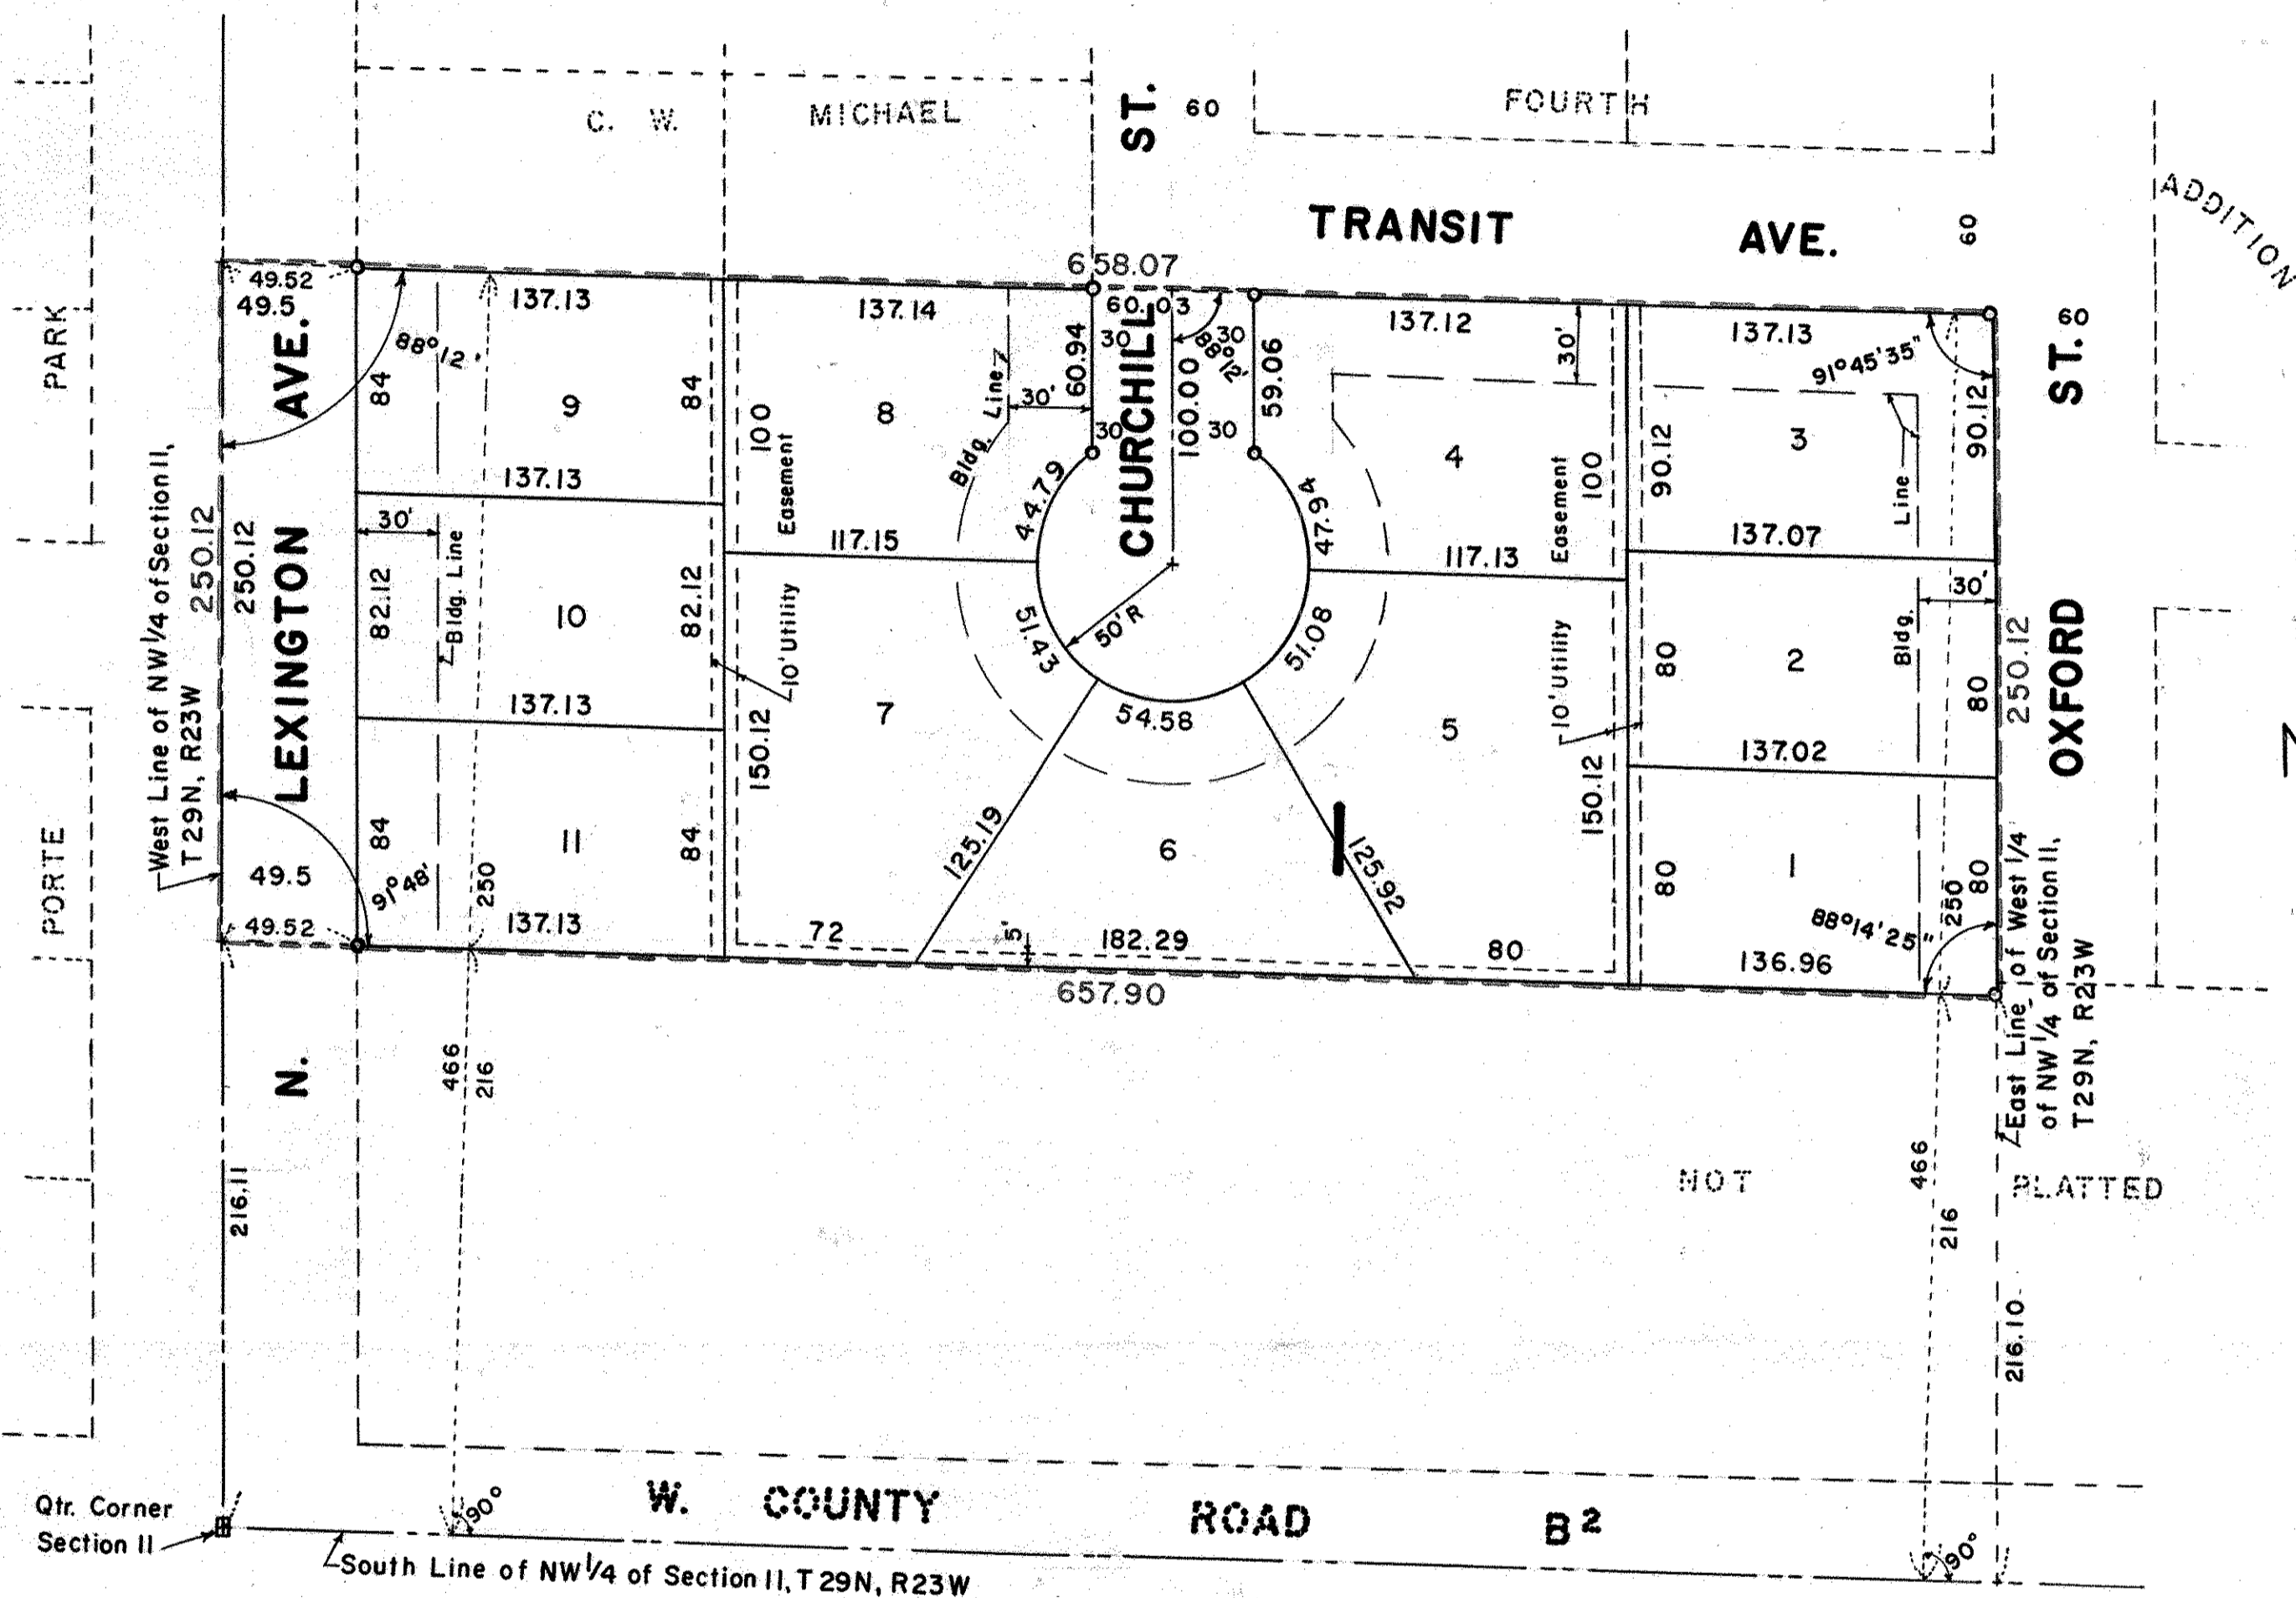 C. W. MICHAEL
ST.
60
FOURTH
ADDITION
TRANSIT AVE.
60
PARK
49.52
49.5
658.07
60.03
60
137.13
137.14
137.12
137.13
88°12'
88°12'
91°45'35"
AVE.
84
9
84
100
Easement
8
Line
30'
Bldg.
60.94
30
30
30
30
CHURCHILL
100.00
59.06
30'
4
Easement
100
90.12
3
90.12
ST.
137.13
44.79
47.94
117.15
117.13
137.07
Line
West Line of NW 1/4 of Section 11,
T 29N, R23W
250.12
250.12
LEXINGTON
30'
82.12
Bldg. Line
10
82.12
10' Utility
51.43
50'R
51.08
10' Utility
80
2
Bldg.
30'
80
250.12
OXFORD
137.13
150.12
7
54.58
5
150.12
137.02
PORTE
84
11
84
125.19
6
1
125.92
80
1
80
49.5
91°48'
250
88°14'25"
250
49.52
137.13
72
5'
182.29
80
136.96
657.90
East Line of West 1/4
of NW 1/4 of Section 11,
T29N, R23W
N.
466
216
466
216
216.11
NOT PLATTED
216.10
W. COUNTY ROAD B2
90°
90°
Qtr. Corner
Section 11
South Line of NW 1/4 of Section 11, T 29N, R23W